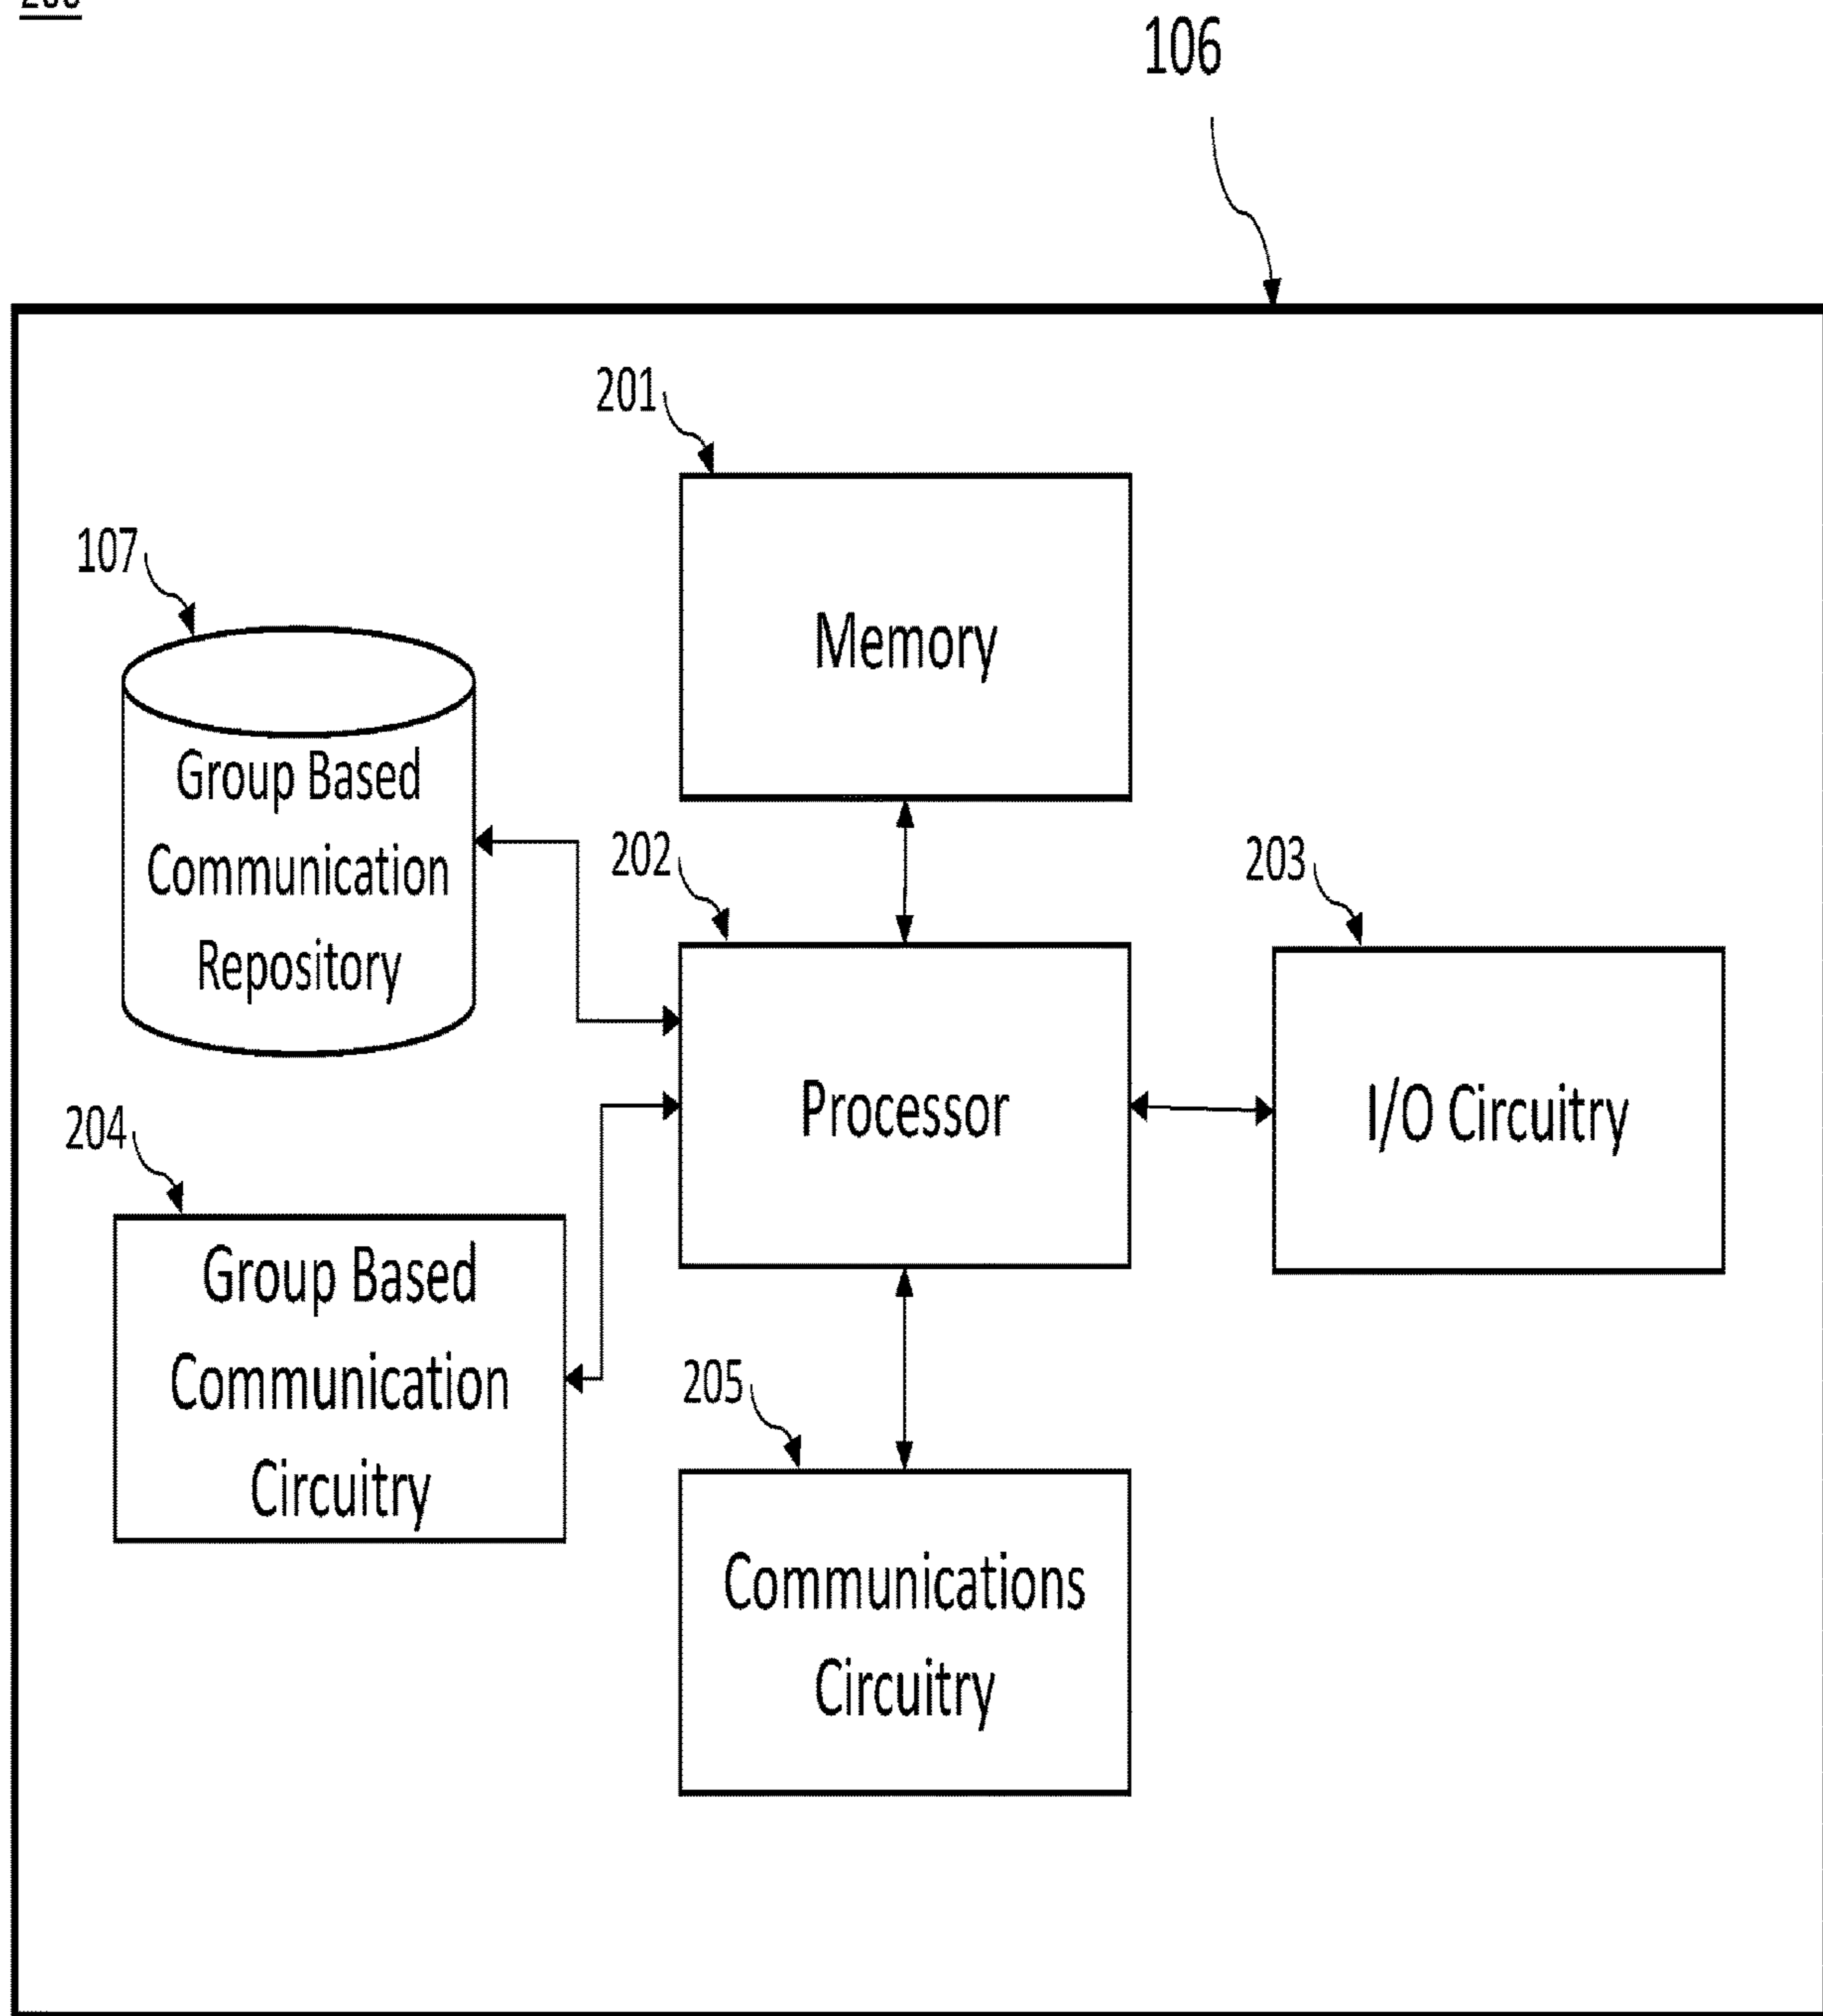 106
201
Memory
107
Group Based
Communication
Repository
202
Processor
203
I/O Circuitry
204
Group Based
Communication
Circuitry
205
Communications
Circuitry